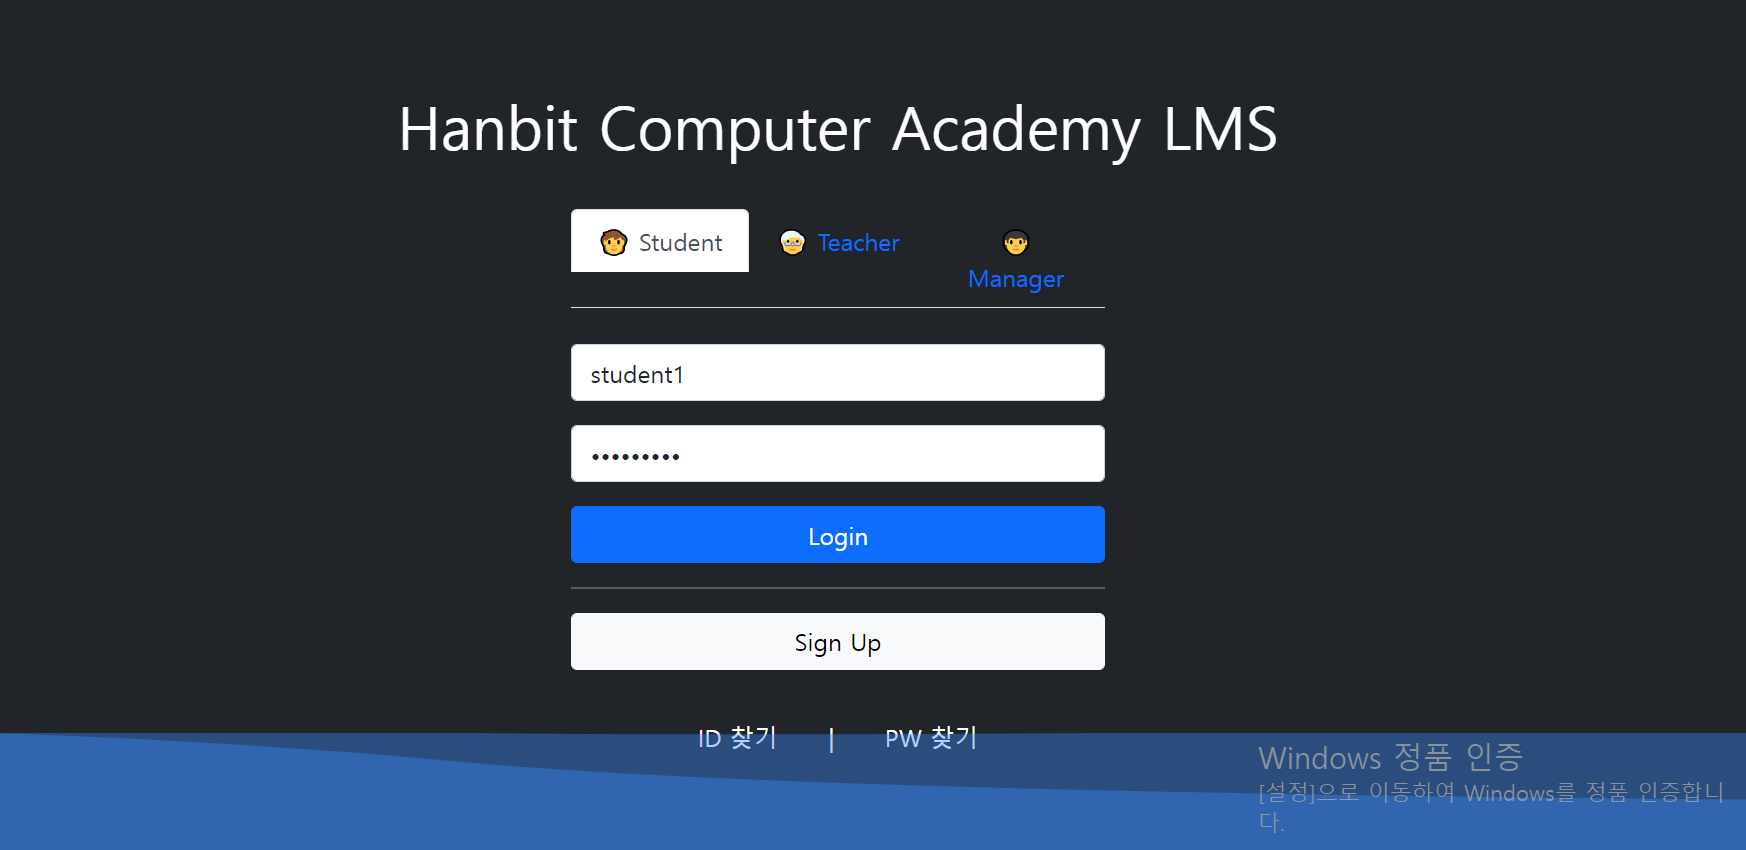 Hanbit Computer Academy LMS
Student
Teacher
Manager
student1
•••••••••
Login
Sign Up
ID 찾기 | PW 찾기
Windows 정품 인증
[설정]으로 이동하여 Windows를 정품 인증합니
다.